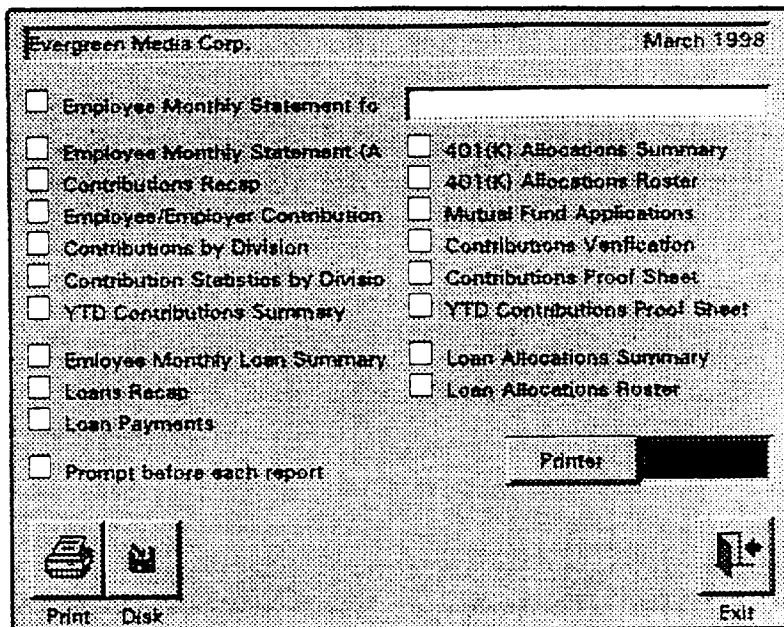 Evergreen Media Corp. March 1998
Employee Monthly Statement fo
Employee Monthly Statement (A
Contributions Recap
Employee/Employer Contribution
Contributions by Division
Contribution Statistics by Divisio
YTD Contributions Summary
401(K) Allocations Summary
401(K) Allocations Roster
Mutual Fund Applications
Contributions Verification
Contributions Proof Sheet
YTD Contributions Proof Sheet
Emloyee Monthly Loan Summary
Loans Recap
Loan Payments
Loan Allocations Summary
Loan Allocations Roster
Prompt before each report
Printer
Print Disk
Exit